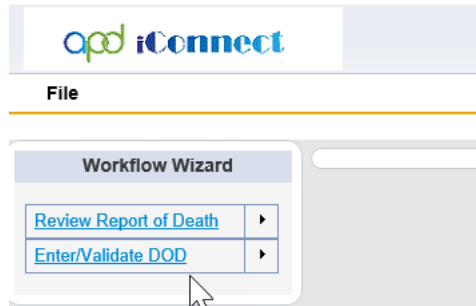 apd iConnect
File
Workflow Wizard
Review Report of Death
Enter/Validate DOD